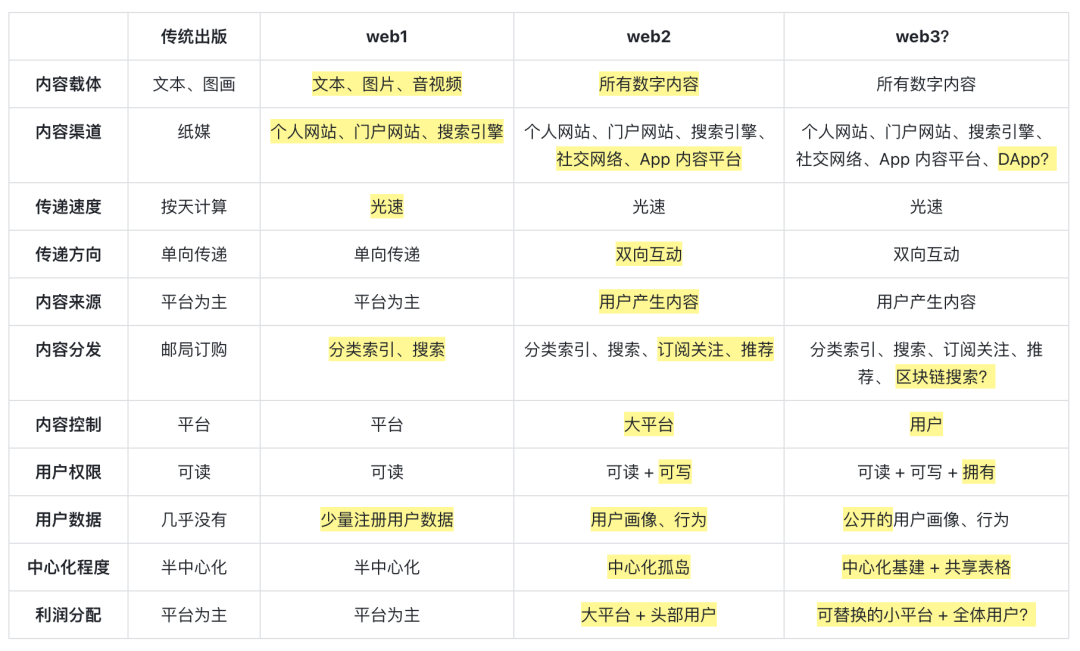 传统出版 web1 web2 web3?
内容载体 文本、图画 文本、图片、音视频 所有数字内容 所有数字内容
内容渠道 纸媒 个人网站、门户网站、搜索引擎 个人网站、门户网站、搜索引擎、 个人网站、门户网站、搜索引擎、
社交网络、App 内容平台 社交网络、App 内容平台、DApp?
传递速度 按天计算 光速 光速 光速
传递方向 单向传递 单向传递 双向互动 双向互动
内容来源 平台为主 平台为主 用户产生内容 用户产生内容
内容分发 邮局订购 分类索引、搜索 分类索引、搜索、订阅关注、推荐 分类索引、搜索、订阅关注、推
荐、 区块链搜索?
内容控制 平台 平台 大平台 用户
用户权限 可读 可读 可读 + 可写 可读 + 可写 + 拥有
用户数据 几乎没有 少量注册用户数据 用户画像、行为 公开的用户画像、行为
中心化程度 半中心化 半中心化 中心化孤岛 中心化基建 + 共享表格
利润分配 平台为主 平台为主 大平台 + 头部用户 可替换的小平台 + 全体用户?